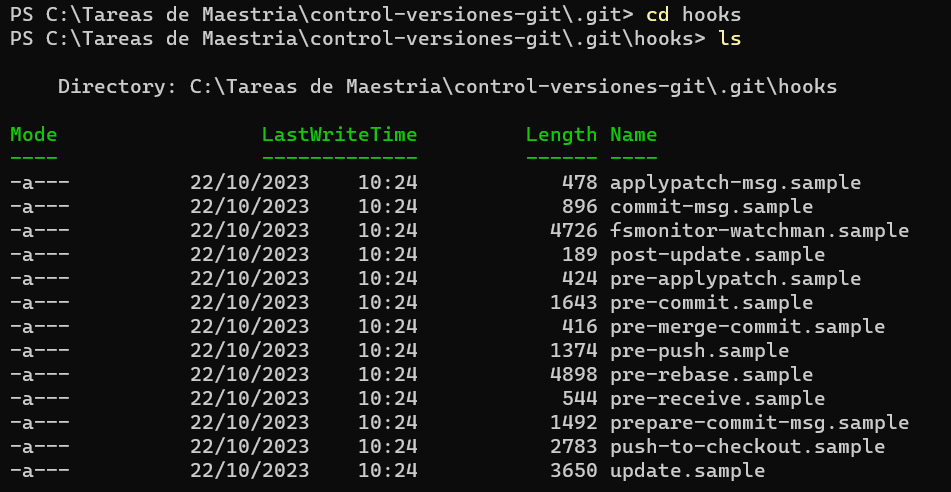 PS C:\Tareas de Maestria\control-versiones-git\.git> cd hooks
PS C:\Tareas de Maestria\control-versiones-git\.git\hooks> ls
Directory: C:\Tareas de Maestria\control-versiones-git\.git\hooks
Mode                 LastWriteTime         Length Name
----                 -------------         ------ ----
-a---          22/10/2023    10:24            478 applypatch-msg.sample
-a---          22/10/2023    10:24            896 commit-msg.sample
-a---          22/10/2023    10:24           4726 fsmonitor-watchman.sample
-a---          22/10/2023    10:24            189 post-update.sample
-a---          22/10/2023    10:24            424 pre-applypatch.sample
-a---          22/10/2023    10:24           1643 pre-commit.sample
-a---          22/10/2023    10:24            416 pre-merge-commit.sample
-a---          22/10/2023    10:24           1374 pre-push.sample
-a---          22/10/2023    10:24           4898 pre-rebase.sample
-a---          22/10/2023    10:24            544 pre-receive.sample
-a---          22/10/2023    10:24           1492 prepare-commit-msg.sample
-a---          22/10/2023    10:24           2783 push-to-checkout.sample
-a---          22/10/2023    10:24           3650 update.sample